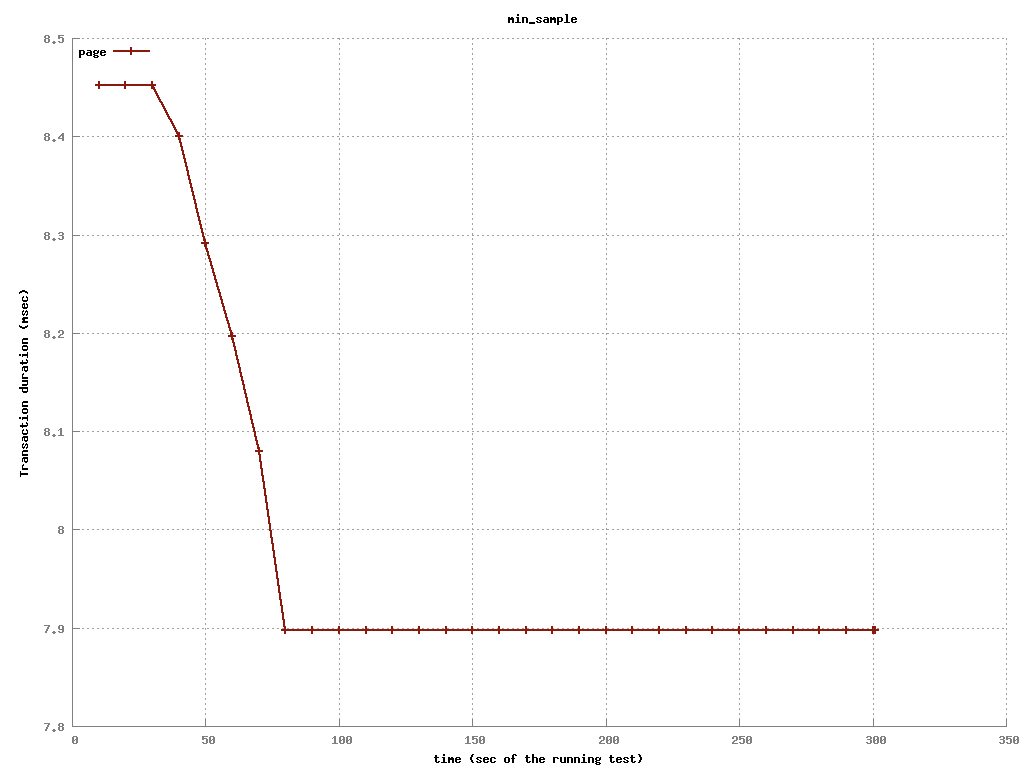 min_sample
page
8.5
8.4
8.3
8.2
8.1
8
7.9
7.8
Transaction duration (msec)
0 50 100 150 200 250 300 350
time (sec of the running test)